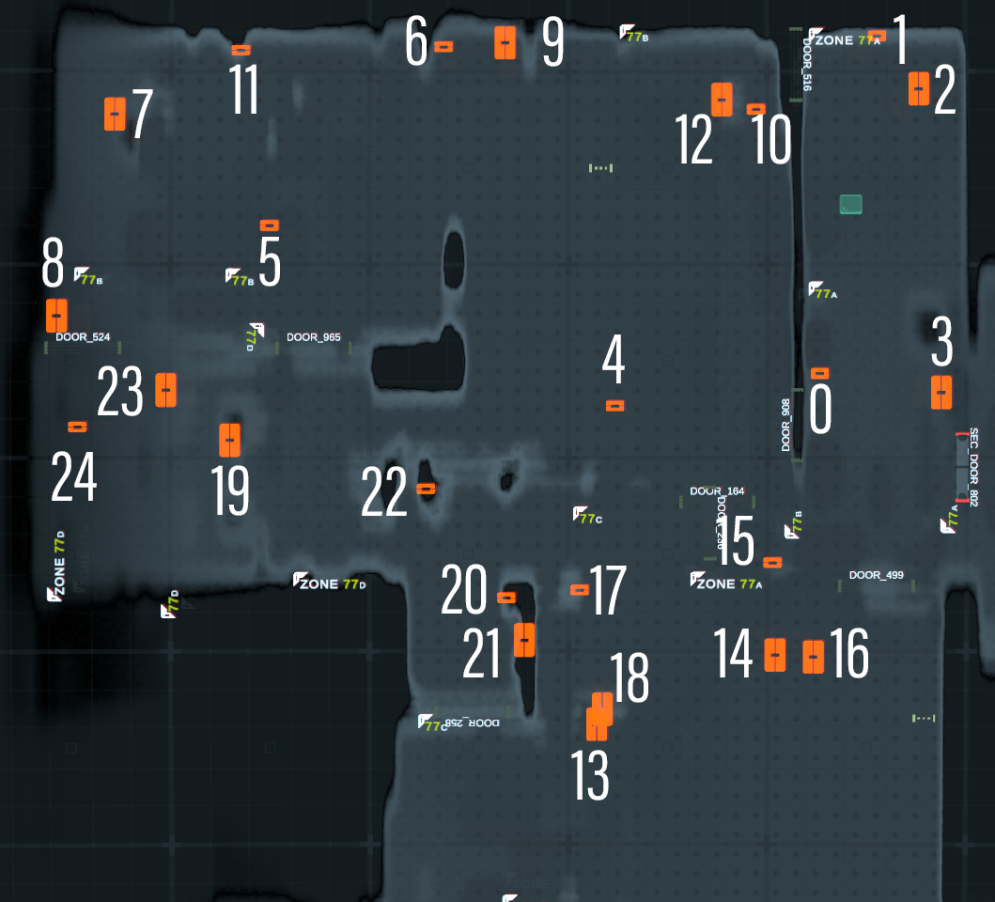 77B
ZONE 77A
1
6
9
DOOR_516
11
2
7
12
10
8
77B
77B
5
77A
77D
DOOR_524
DOOR_965
4
3
23
0
DOOR_806
24
19
22
DOOR_164
SEC_DOOR_802
77C
77B
77A
15
ZONE 77D
ZONE 77D
ZONE 77A
DOOR_499
77D
20
17
21
14
16
18
77C
DOOR_258
13